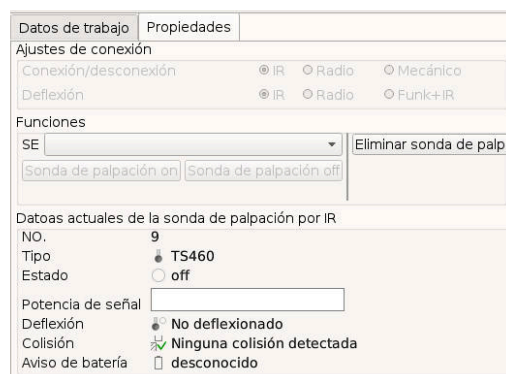 Datos de trabajo Propiedades
Ajustes de conexión
Conexión/desconexión IR Radio Mecánico
Deflexión IR Radio Funk+IR
Funciones
SE Eliminar sonda de palp
Sonda de palpación on Sonda de palpación off
Datoas actuales de la sonda de palpación por IR
NO. 9
Tipo TS460
Estado off
Potencia de señal
Deflexión No deflexionado
Colisión Ninguna colisión detectada
Aviso de batería desconocido